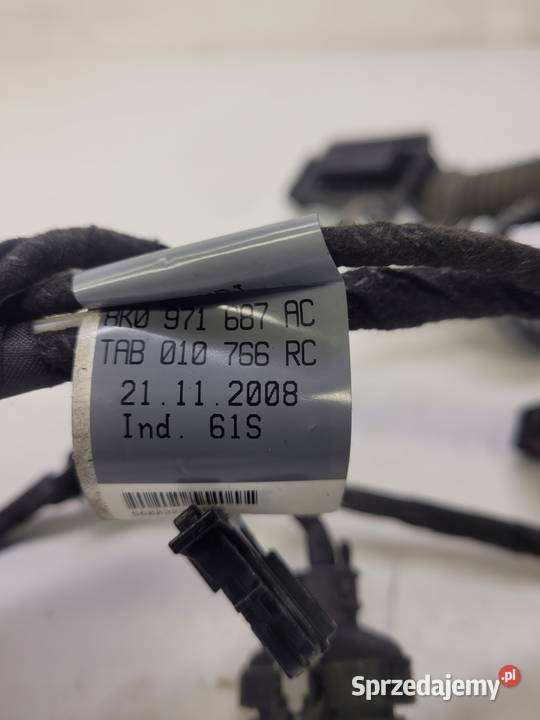 8K0 971 687 AC
TAB 010 766 RC
21.11.2008
Ind. 61S
Sprzedajemy.pl